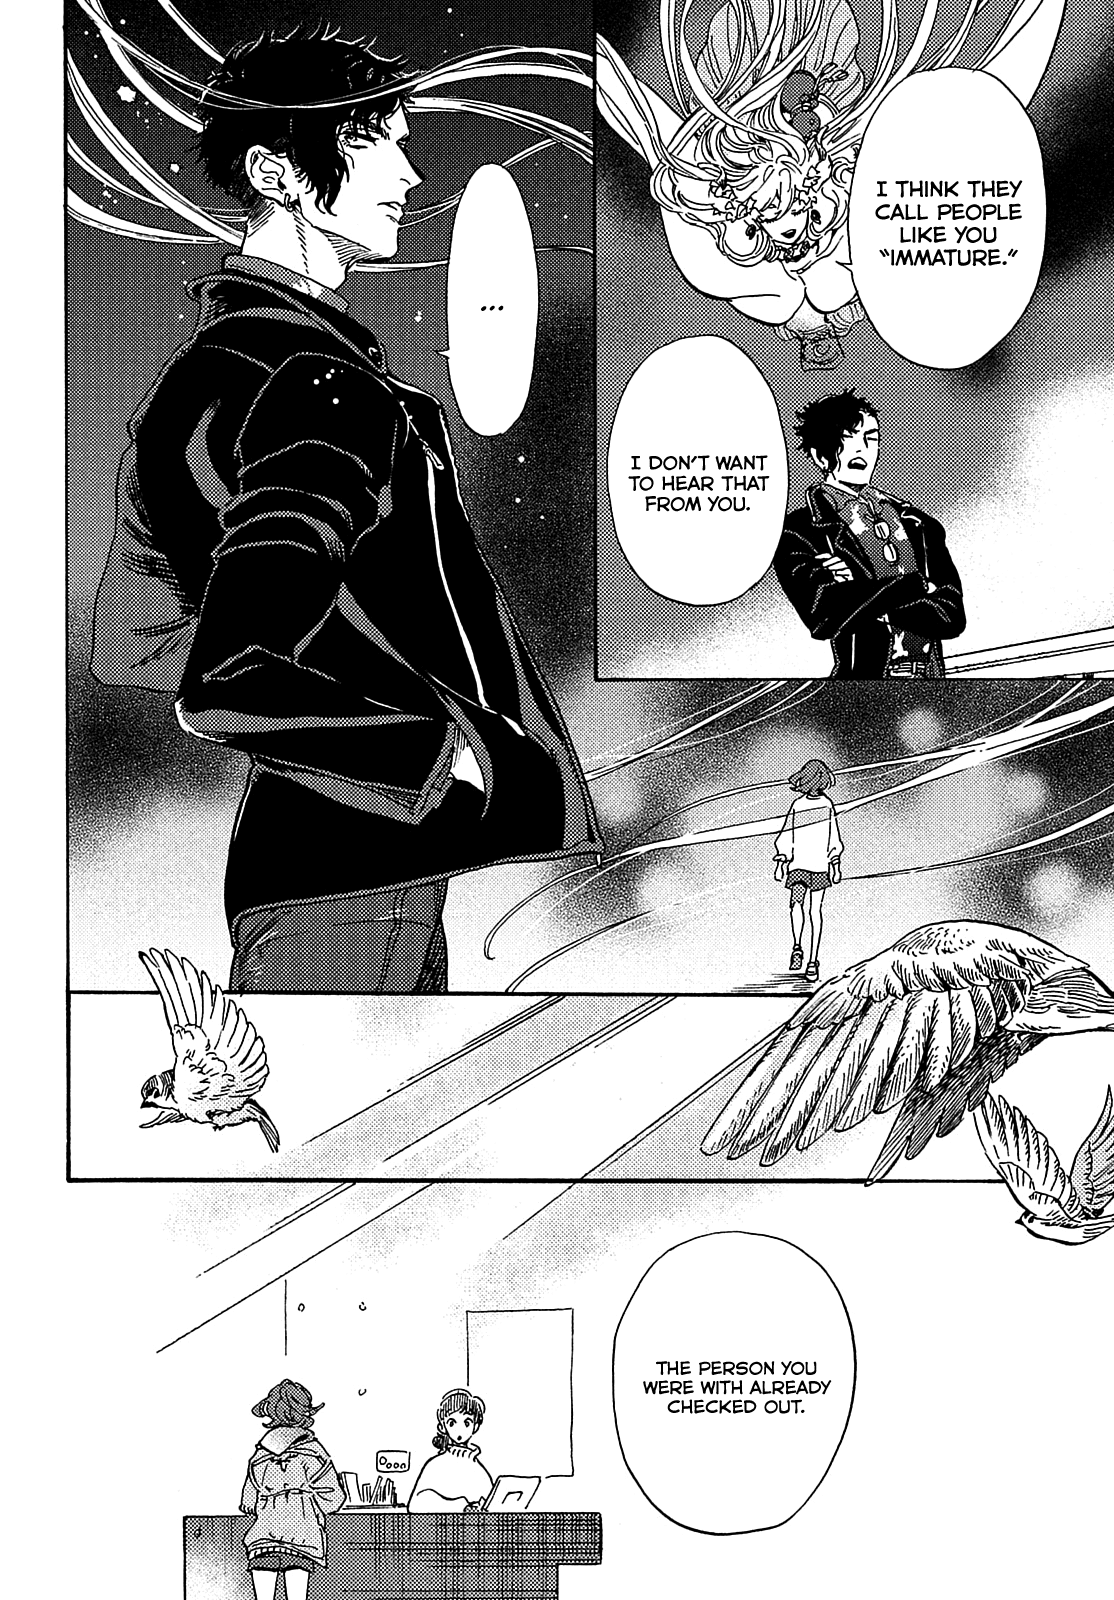 I THINK THEY
CALL PEOPLE
LIKE YOU
"IMMATURE."
I DON'T WANT
TO HEAR THAT
FROM YOU.
...
THE PERSON YOU
WERE WITH ALREADY
CHECKED OUT.